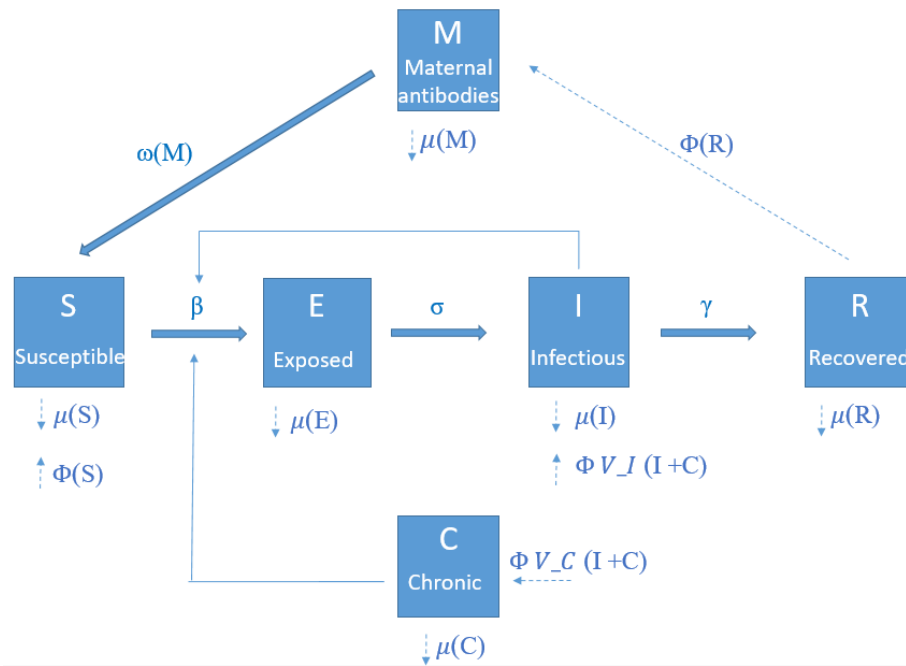 M
Maternal
antibodies
μ(M)
Φ(R)
ω(M)
S
Susceptible
β
E
Exposed
σ
I
Infectious
γ
R
Recovered
μ(S)
Φ(S)
μ(E)
μ(I)
Φ V_I (I +C)
μ(R)
C
Chronic
Φ V_C (I +C)
μ(C)